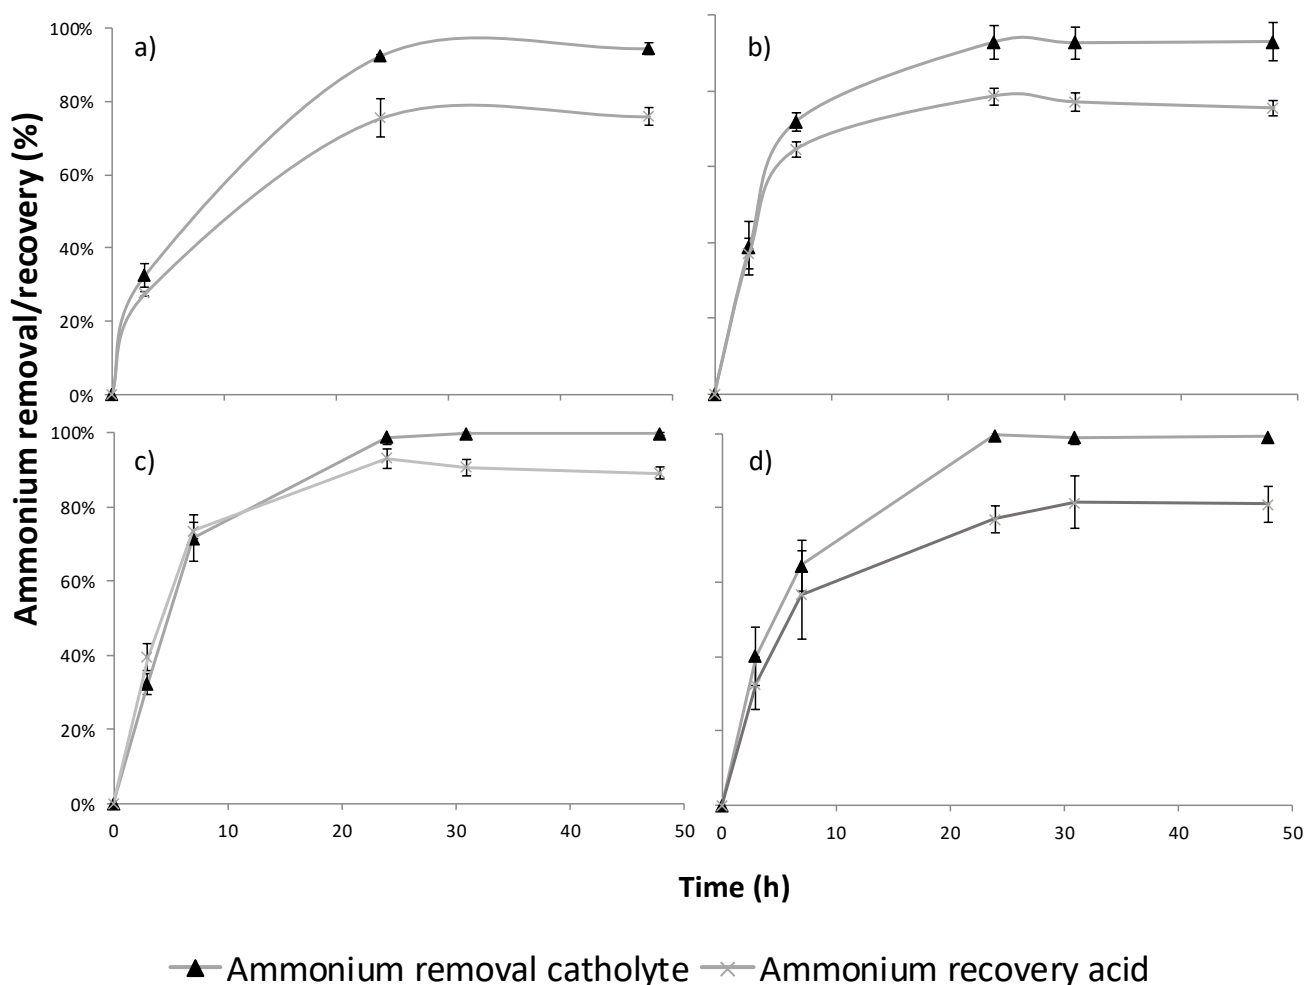 Ammonium removal/recovery (%)
100%
80%
60%
40%
20%
0%
a)
b)
100%
80%
60%
40%
20%
0%
c)
d)
0 10 20 30 40 50
0 10 20 30 40 50
Time (h)
Ammonium removal catholyte Ammonium recovery acid